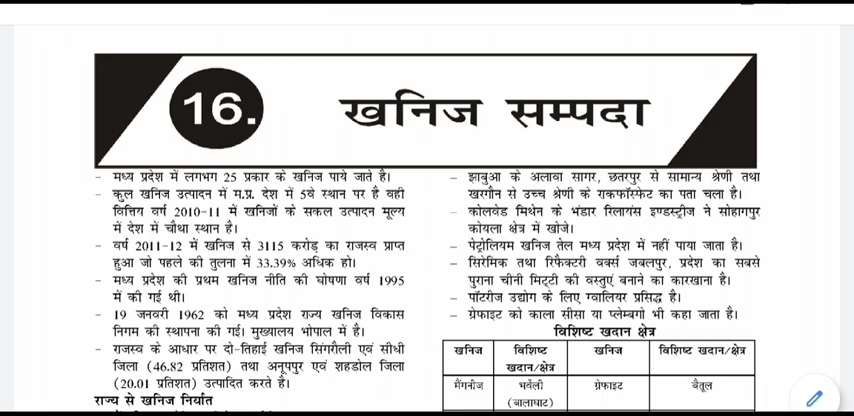 16.
खनिज सम्पदा
– मध्य प्रदेश में लगभग 25 प्रकार के खनिज पाये जाते है।
– कुल खनिज उत्पादन में म.प्र. देश में 5वे स्थान पर है वही
वित्तिय वर्ष 2010-11 में खनिजों के सकल उत्पादन मूल्य
में देश में चौथा स्थान है।
– वर्ष 2011-12 में खनिज से 3115 करोड़ का राजस्व प्राप्त
हुआ जो पहले की तुलना में 33.39% अधिक हो।
– मध्य प्रदेश की प्रथम खनिज नीति की घोषणा वर्ष 1995
में की गई थी।
– 19 जनवरी 1962 को मध्य प्रदेश राज्य खनिज विकास
निगम की स्थापना की गई। मुख्यालय भोपाल में है।
– राजस्व के आधार पर दो-तिहाई खनिज सिंगरौली एवं सीधी
जिला (46.82 प्रतिशत) तथा अनूपपुर एवं शहडोल जिला
(20.01 प्रतिशत) उत्पादित करते है।
राज्य से खनिज निर्यात
– झाबुआ के अलावा सागर, छतरपुर से सामान्य श्रेणी तथा
खरगौन से उच्च श्रेणी के राकफॉस्फेट का पता चला है।
– कोलवेड मिथेन के भंडार रिलायंस इण्डस्ट्रीज ने सोहागपुर
कोयला क्षेत्र में खोजे।
– पेट्रोलियम खनिज तेल मध्य प्रदेश में नहीं पाया जाता है।
– सिरेमिक तथा रिफैक्टरी वर्क्स जबलपुर, प्रदेश का सबसे
पुराना चीनी मिट्टी की वस्तुएं बनाने का कारखाना है।
– पॉटरीज उद्योग के लिए ग्वालियर प्रसिद्ध है।
– ग्रेफाइट को काला सीसा या प्लेम्बगो भी कहा जाता है।
विशिष्ट खदान क्षेत्र
खनिज विशिष्ट खनिज विशिष्ट खदान/क्षेत्र
खदान/क्षेत्र
मैंगनीज भर्वेली ग्रेफाइट बैतूल
(बालाघाट)